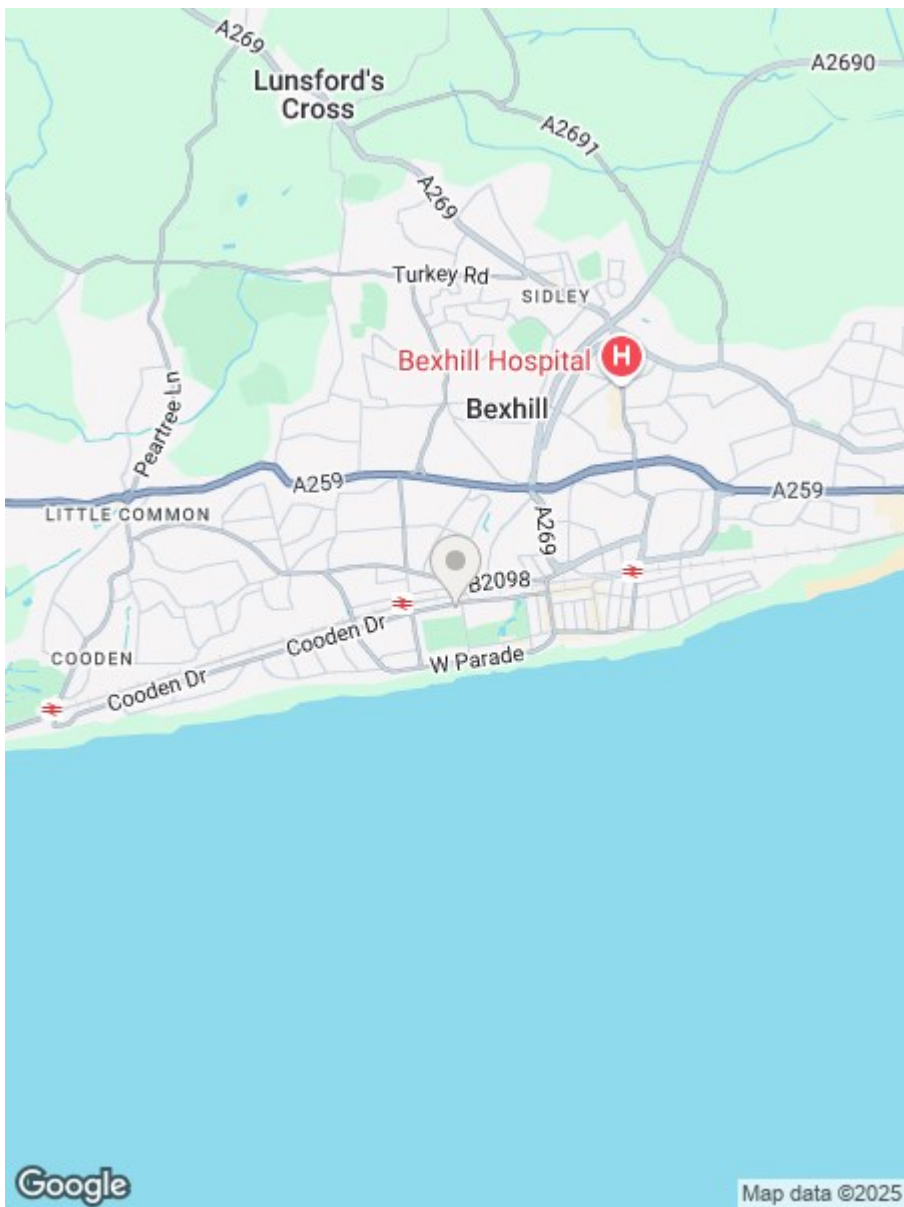 A269
A2690
Lunsford's
Cross
A2691
A269
Turkey Rd
SIDLEY
Bexhill Hospital
H
Bexhill
Peartree Ln
A259
A259
LITTLE COMMON
A269
B2098
Cooden Dr
W Parade
COODEN
Cooden Dr
Google
Map data ©2025